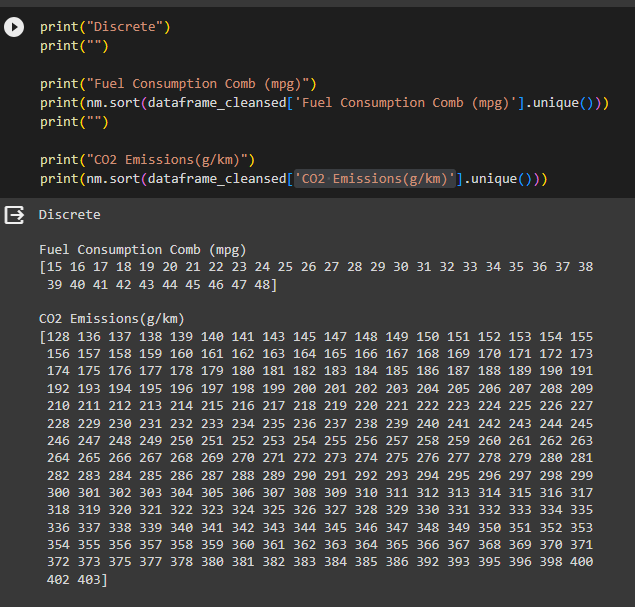 print("Discrete")
print("")
print("Fuel Consumption Comb (mpg)")
print(nm.sort(dataframe_cleansed['Fuel Consumption Comb (mpg)'].unique()))
print("")
print("CO2 Emissions(g/km)")
print(nm.sort(dataframe_cleansed['CO2 Emissions(g/km)'].unique()))
Discrete
Fuel Consumption Comb (mpg)
[15 16 17 18 19 20 21 22 23 24 25 26 27 28 29 30 31 32 33 34 35 36 37 38
39 40 41 42 43 44 45 46 47 48]
CO2 Emissions(g/km)
[128 136 137 138 139 140 141 143 145 147 148 149 150 151 152 153 154 155
156 157 158 159 160 161 162 163 164 165 166 167 168 169 170 171 172 173
174 175 176 177 178 179 180 181 182 183 184 185 186 187 188 189 190 191
192 193 194 195 196 197 198 199 200 201 202 203 204 205 206 207 208 209
210 211 212 213 214 215 216 217 218 219 220 221 222 223 224 225 226 227
228 229 230 231 232 233 234 235 236 237 238 239 240 241 242 243 244 245
246 247 248 249 250 251 252 253 254 255 256 257 258 259 260 261 262 263
264 265 266 267 268 269 270 271 272 273 274 275 276 277 278 279 280 281
282 283 284 285 286 287 288 289 290 291 292 293 294 295 296 297 298 299
300 301 302 303 304 305 306 307 308 309 310 311 312 313 314 315 316 317
318 319 320 321 322 323 324 325 326 327 328 329 330 331 332 333 334 335
336 337 338 339 340 341 342 343 344 345 346 347 348 349 350 351 352 353
354 355 356 357 358 359 360 361 362 363 364 365 366 367 368 369 370 371
372 373 375 377 378 380 381 382 383 384 385 386 392 393 395 396 398 400
402 403]